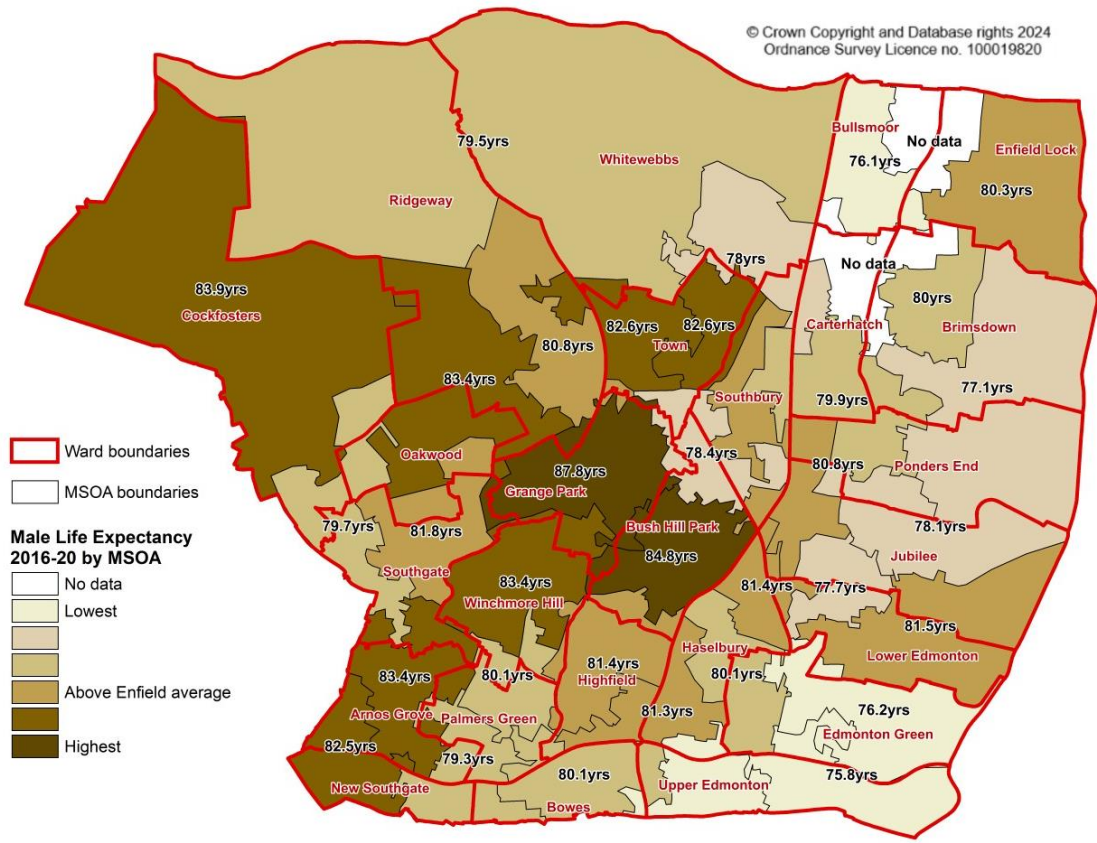 © Crown Copyright and Database rights 2024
Ordnance Survey Licence no. 100019820
Bullsmoor
No data
Enfield Lock
79.5yrs
Whitewebbs
76.1yrs
80.3yrs
Ridgeway
78yrs
No data
83.9yrs
Cockfosters
80yrs
82.6yrs
82.6yrs
Town
Carterhatch
Brimsdown
80.8yrs
83.4yrs
77.1yrs
Southbury
79.9yrs
Ward boundaries
Oakwood
78.4yrs
80.8yrs
Ponders End
87.8yrs
MSOA boundaries
Grange Park
79.7yrs
81.8yrs
Bush Hill Park
78.1yrs
Male Life Expectancy
2016-20 by MSOA
84.8yrs
Jubilee
No data
Southgate
83.4yrs
81.4yrs
77.7yrs
Lowest
Winchmore Hill
81.5yrs
Haselbury
Lower Edmonton
81.4yrs
80.1yrs
80.1yrs
83.4yrs
Highfield
Above Enfield average
Arnos Grove
Palmers Green
81.3yrs
76.2yrs
Edmonton Green
Highest
82.5yrs
79.3yrs
80.1yrs
75.8yrs
New Southgate
Upper Edmonton
Bowes